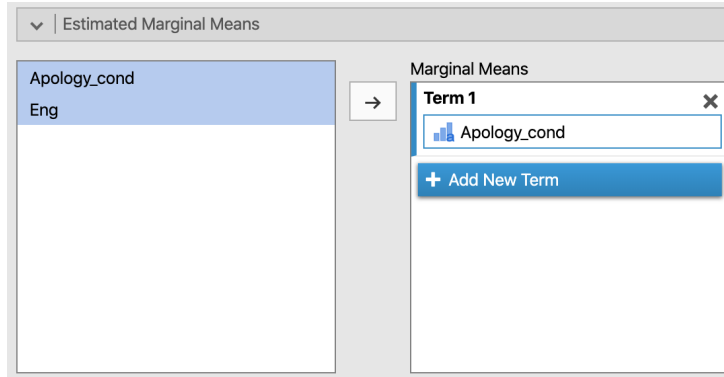 Estimated Marginal Means
Apology_cond
Eng
Marginal Means
Term 1
Apology_cond
Add New Term